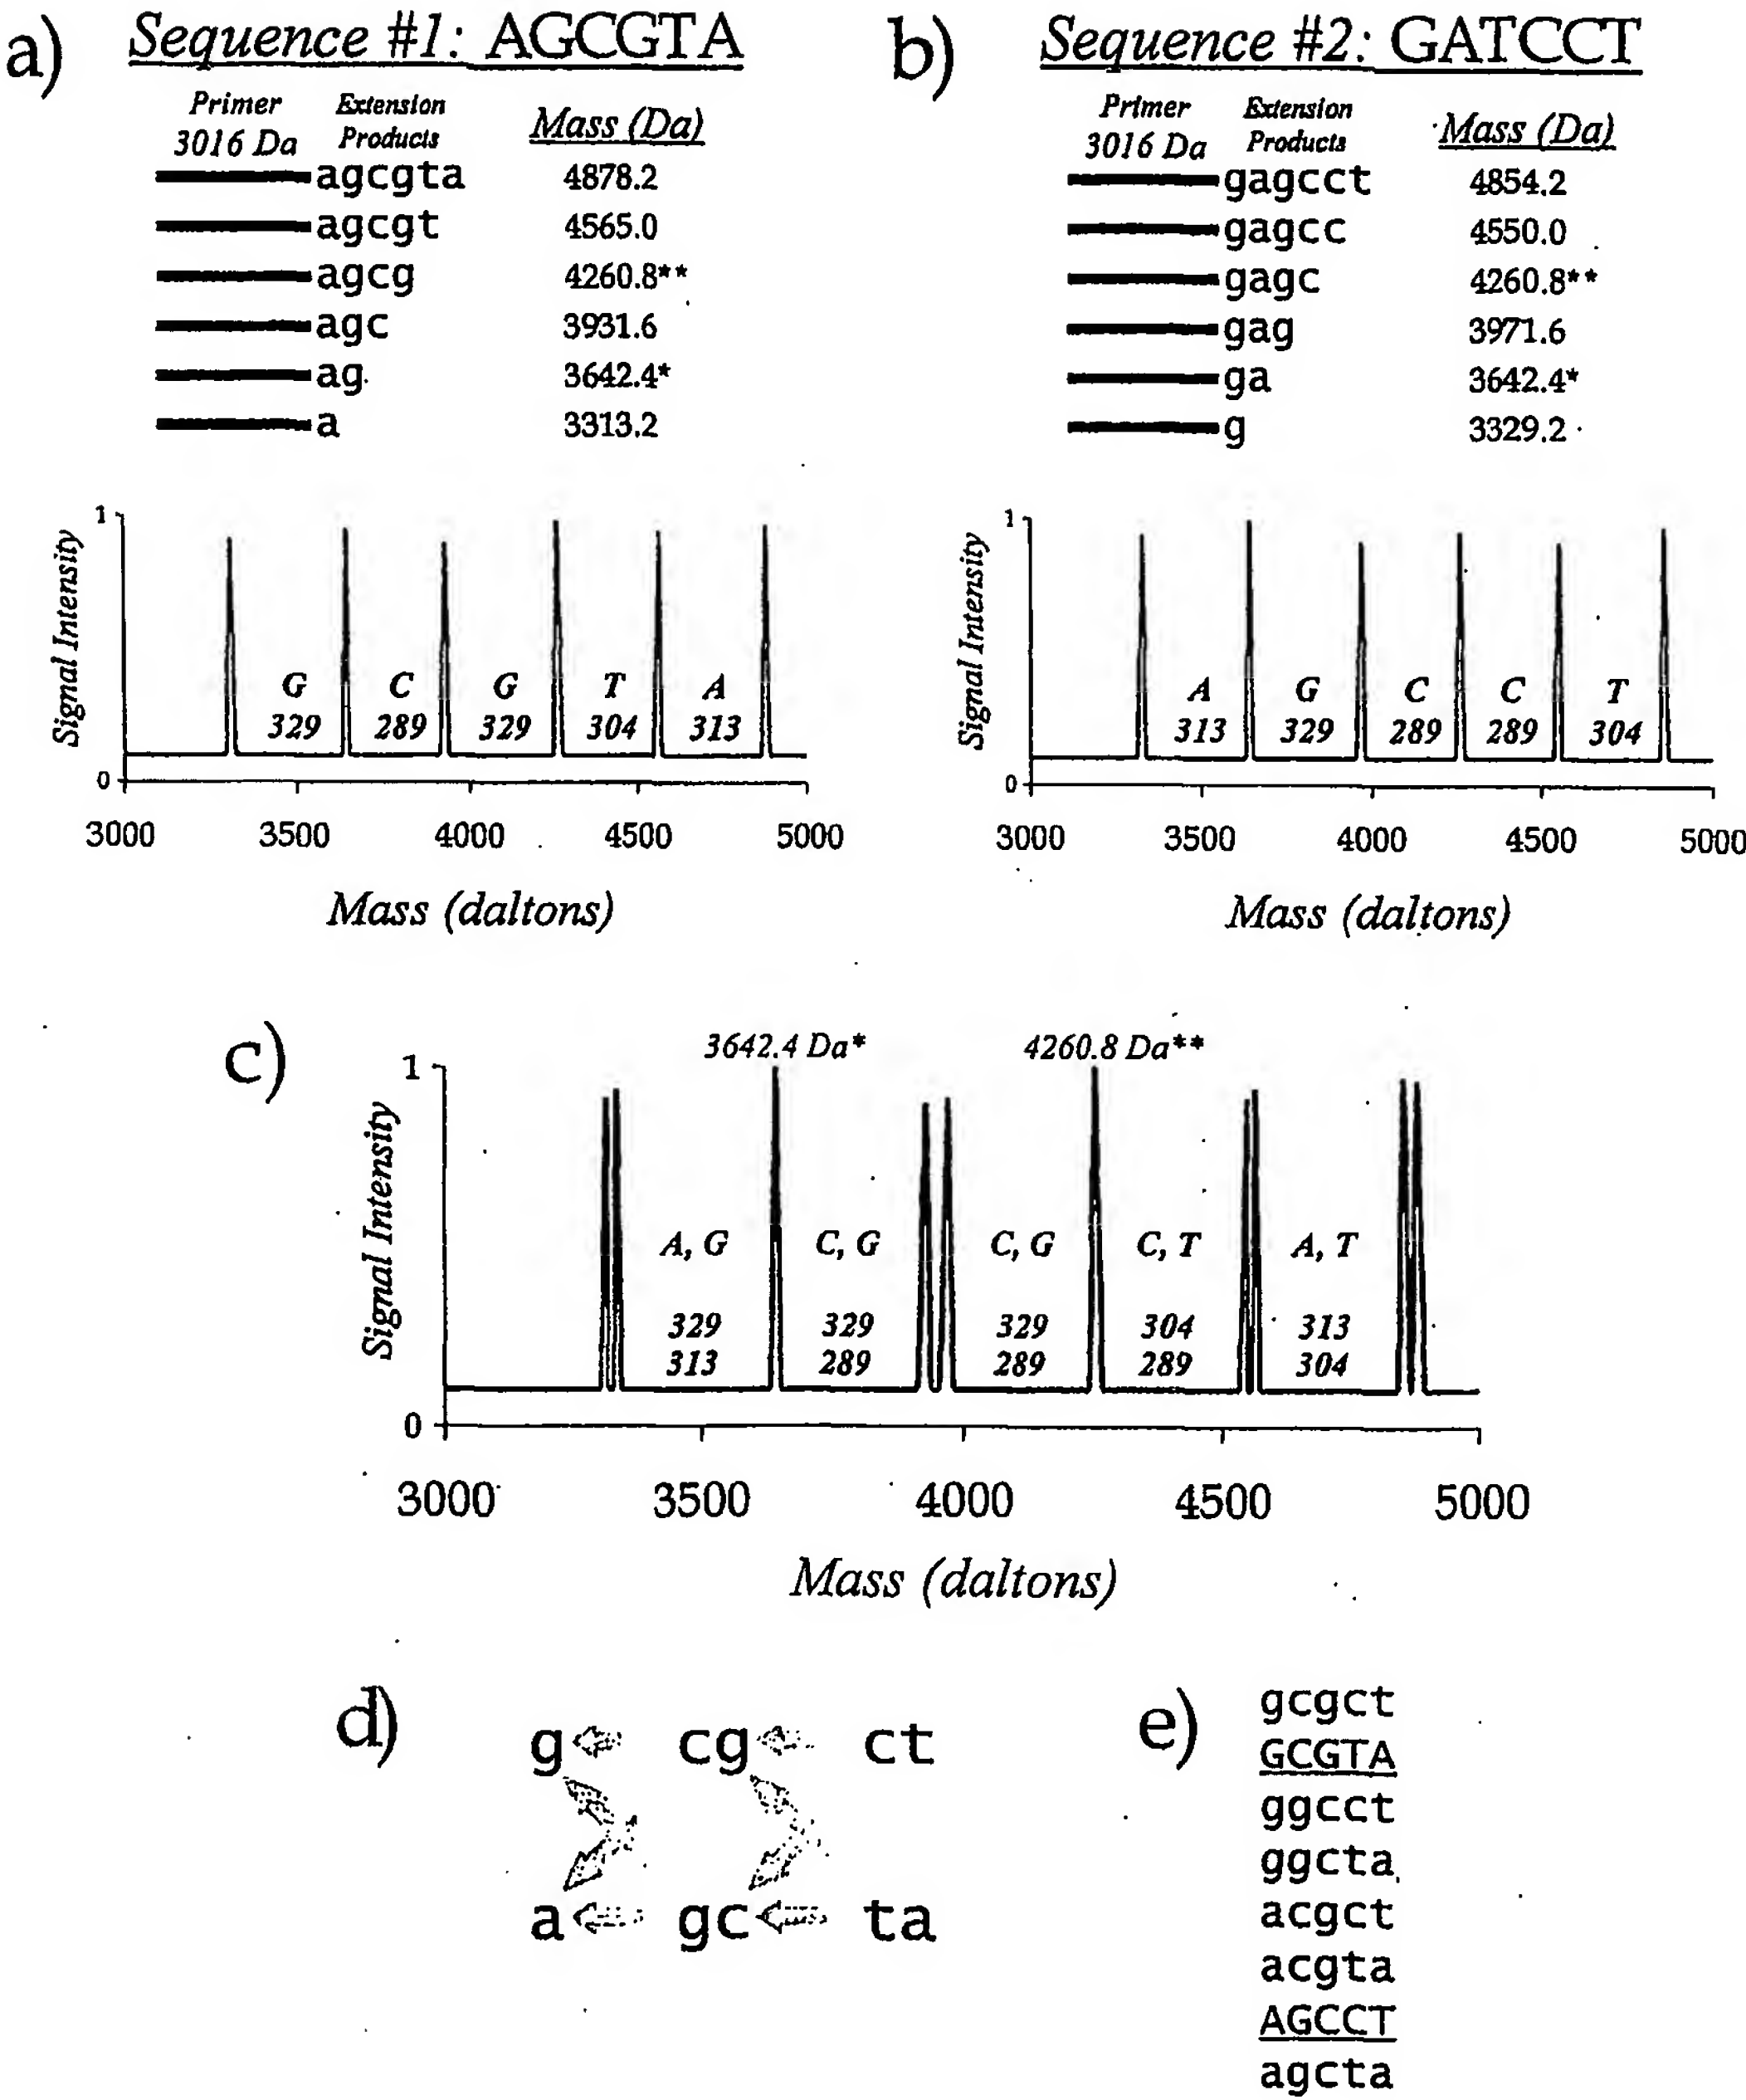 a) Sequence #1: AGCGTA
Primer 3016 Da Extension Products Mass (Da)
agcgta 4878.2
agcgt 4565.0
agcg 4260.8**
agc 3931.6
ag 3642.4*
a 3313.2
1
Signal Intensity
G C G T A
329 289 329 304 313
0
3000 3500 4000 4500 5000
Mass (daltons)
b) Sequence #2: GATCCT
Primer 3016 Da Extension Products Mass (Da)
gagcct 4854.2
gagcc 4550.0
gagc 4260.8**
gag 3971.6
ga 3642.4*
g 3329.2
1
Signal Intensity
A G C C T
313 329 289 289 304
0
3000 3500 4000 4500 5000
Mass (daltons)
c)
3642.4 Da* 4260.8 Da**
1
Signal Intensity
A, G C, G C, G C, T A, T
329 329 329 304 313
313 289 289 289 304
0
3000 3500 4000 4500 5000
Mass (daltons)
d)
g cg ct
a gc ta
e)
gcgct
GCGTA
ggcct
ggcta
acgct
acgta
AGCCT
agcta